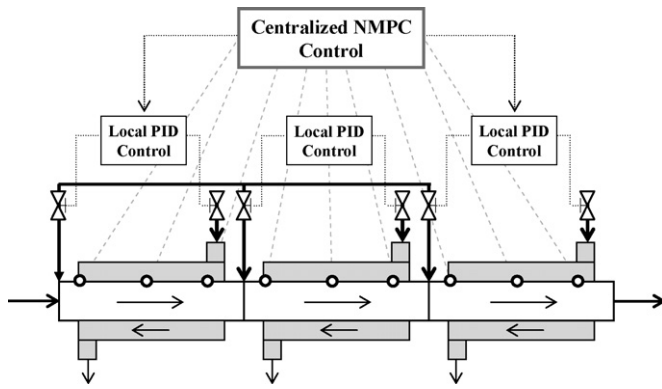 Centralized NMPC
Control
Local PID
Control
Local PID
Control
Local PID
Control